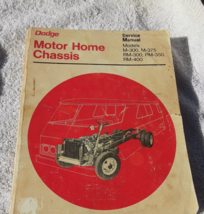 Dodge
Motor Home
Chassis
Service
Manual
Models
M-300, M-375
RM-300, RM-350
RM-400